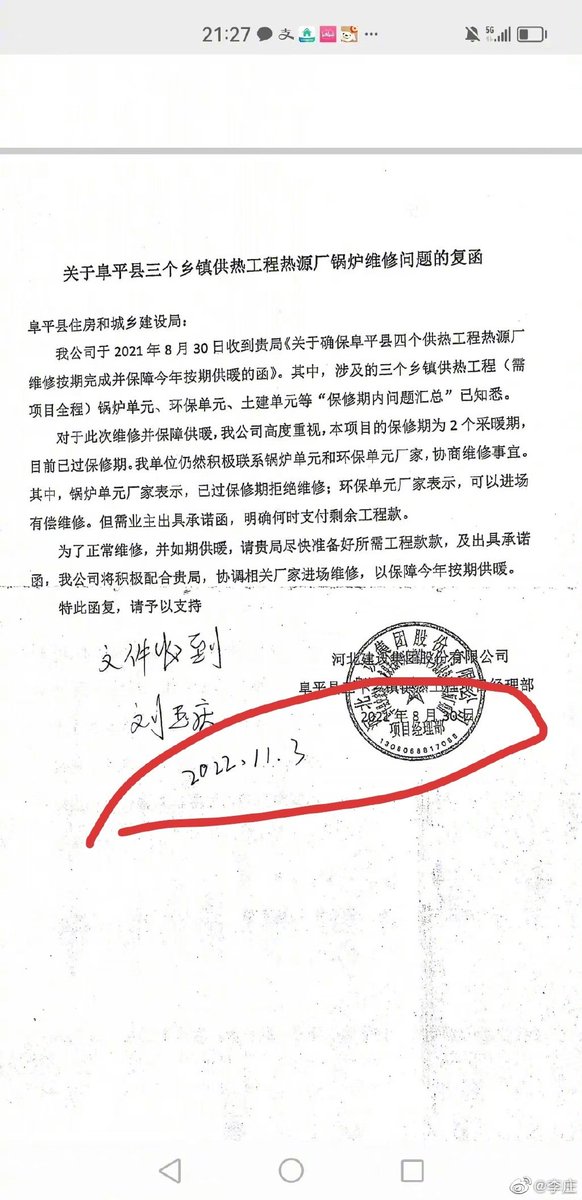 21:27
5G
关于阜平县三个乡镇供热工程热源厂锅炉维修问题的复函
阜平县住房和城乡建设局：
我公司于 2021 年 8 月 30 日收到贵局《关于确保阜平县四个供热工程热源厂
维修按期完成并保障今年按期供暖的函》。其中，涉及的三个乡镇供热工程（需
项目全程）锅炉单元、环保单元、土建单元等“保修期内问题汇总”已知悉。
对于此次维修并保障供暖，我公司高度重视，本项目的保修期为 2 个采暖期，
目前已过保修期。我单位仍然积极联系锅炉单元和环保单元厂家，协商维修事宜。
其中，锅炉单元厂家表示，已过保修期拒绝维修；环保单元厂家表示，可以进场
有偿维修。但需业主出具承诺函，明确何时支付剩余工程款。
为了正常维修，并如期供暖，请贵局尽快准备好所需工程款款，及出具承诺
函，我公司将积极配合贵局，协调相关厂家进场维修，以保障今年按期供暖。
特此函复，请予以支持
文件收到
河北建设集团股份有限公司
阜平县
镇供热工程
经理部
刘
庆
2022 年 8 月 30 日
项目经理部
2022.11.3
@李庄